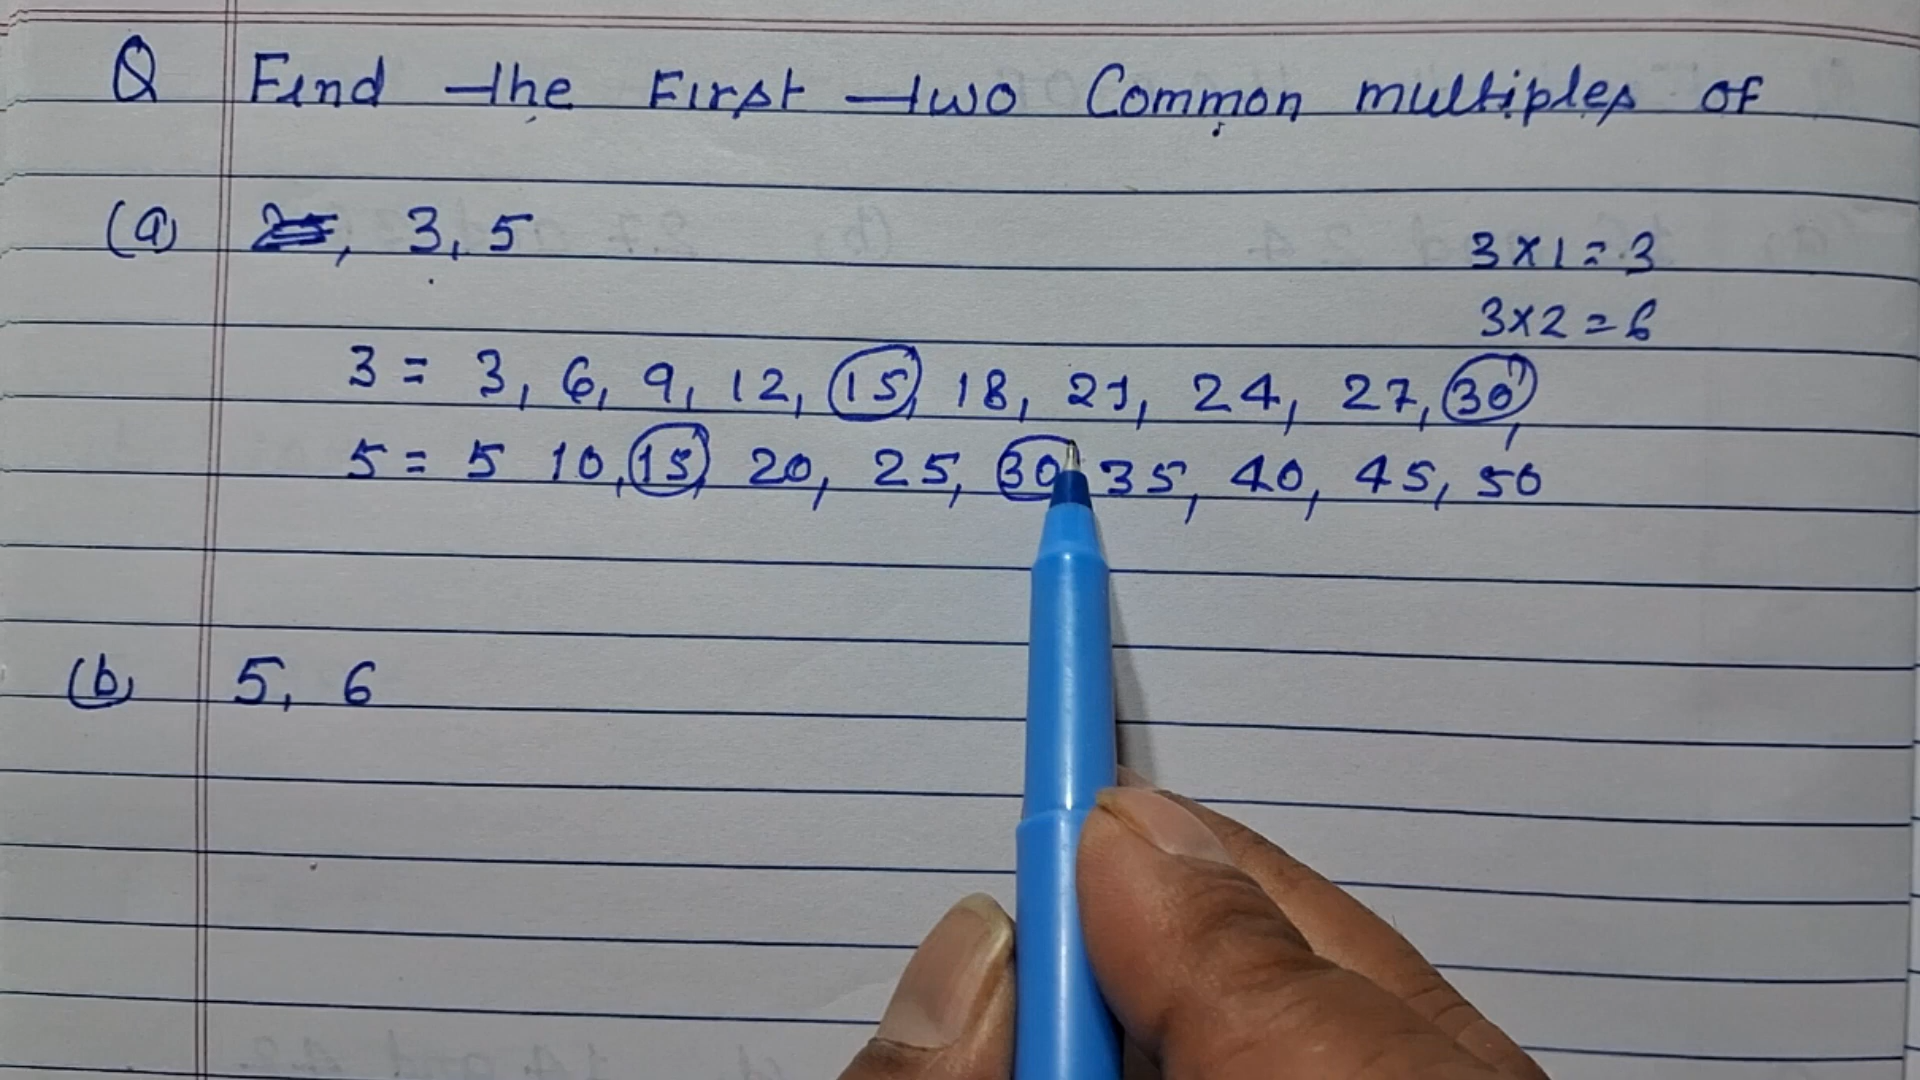 Q Find the First two Common multiples of
(a) 3, 5
3×1=3
3×2=6
3 = 3, 6, 9, 12, 15, 18, 21, 24, 27, 30,
5 = 5 10, 15, 20, 25, 30 35, 40, 45, 50
(b) 5, 6